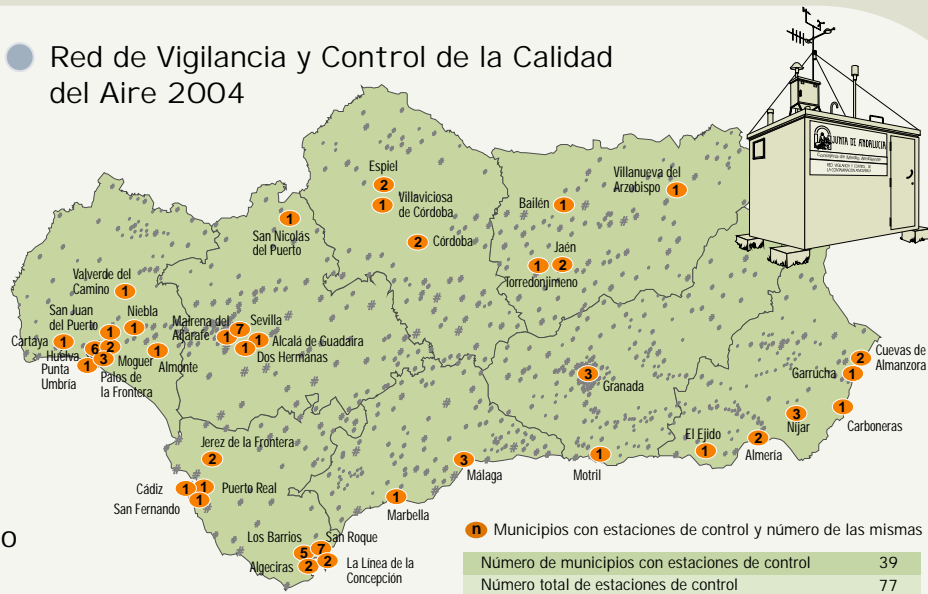 Red de Vigilancia y Control de la Calidad
del Aire 2004
JUNTA DE ANDALUCIA
Espiel
2
1
Villaviciosa
de Córdoba
2
Córdoba
Villanueva del
Arzobispo
1
Bailén
1
Jaén
1
2
Torredonjimeno
1
San Nicolás
del Puerto
Valverde del
Camino
1
San Juan
del Puerto
1
Niebla
1
Cartaya
1
Huelva
6
2
Moguer
Punta
Umbría
1
3
Palos de
la Frontera
1
Almonte
Mairena del
Aljarafe
1
7
Sevilla
1
Alcalá de Guadaira
1
Dos Hermanas
3
Granada
2
Cuevas de
Almanzora
Garrúcha
1
1
Carboneras
3
Nijar
2
Almería
El Ejido
1
1
Motril
3
Málaga
1
Marbella
Jerez de la Frontera
2
Cádiz
1
1
Puerto Real
San Fernando
1
Los Barrios
5
7
San Roque
Algeciras
2
2
La Línea de la
Concepción
o
n Municipios con estaciones de control y número de las mismas
Número de municipios con estaciones de control 39
Número total de estaciones de control 77